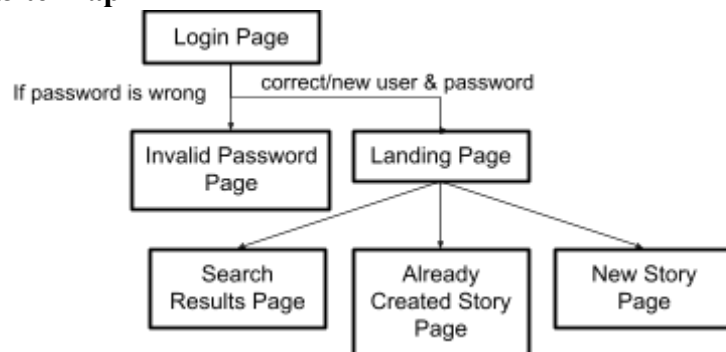 Login Page
If password is wrong
correct/new user & password
Invalid Password
Page
Landing Page
Search
Results Page
Already
Created Story
Page
New Story
Page